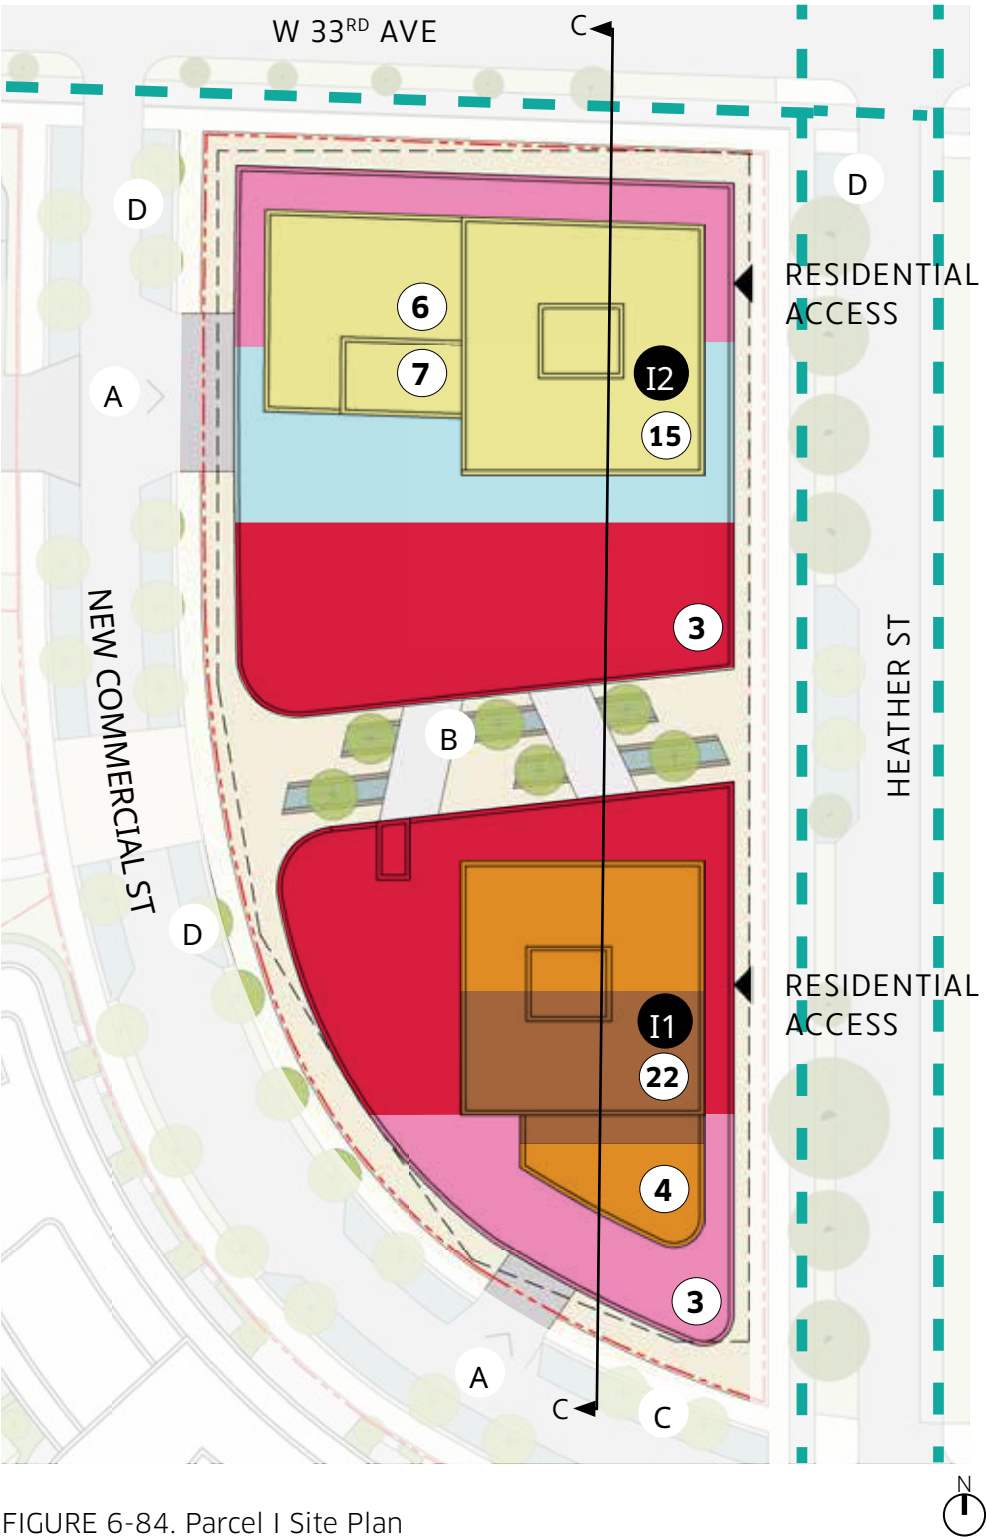 W 33RD AVE
C
D
D
RESIDENTIAL
ACCESS
6
7
I2
15
A
3
NEW COMMERCIAL ST
HEATHER ST
B
D
RESIDENTIAL
ACCESS
I1
22
4
3
A
C
C
N
FIGURE 6-84. Parcel I Site Plan